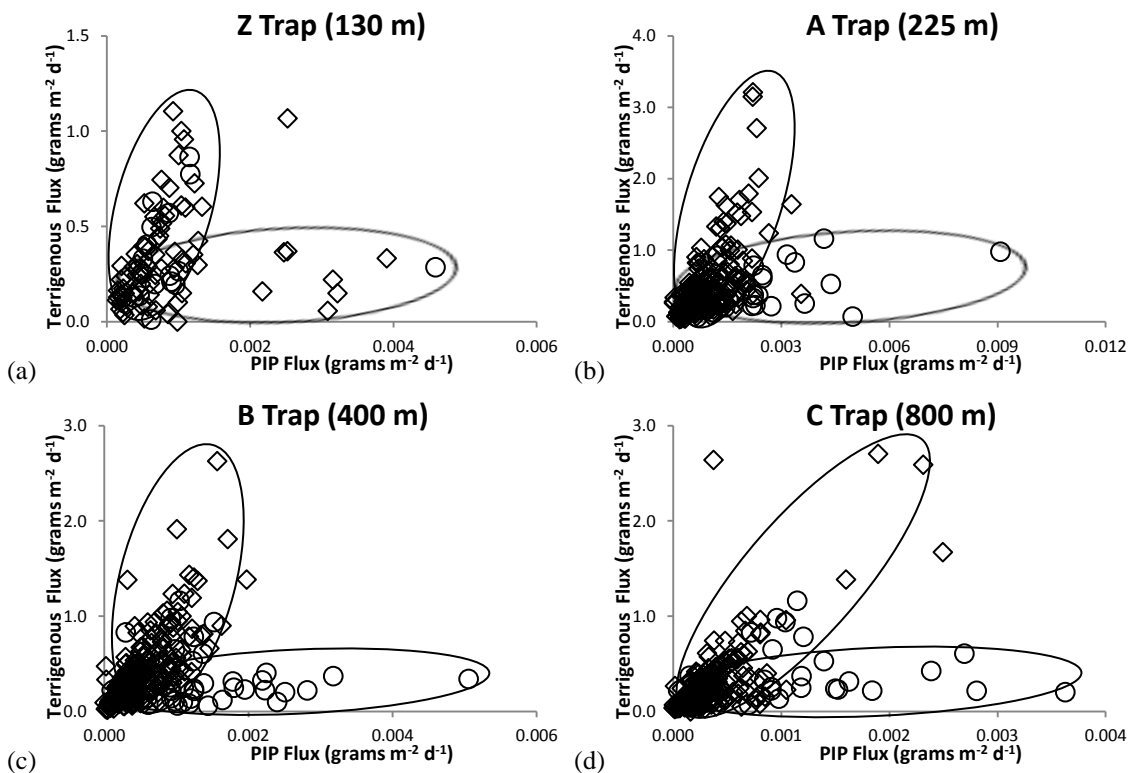 Z Trap (130 m)
Terrigenous Flux (grams m⁻² d⁻¹)
1.5
1.0
0.5
0.0
0.000 0.002 0.004 0.006
PIP Flux (grams m⁻² d⁻¹)
(a)
A Trap (225 m)
Terrigenous Flux (grams m⁻² d⁻¹)
4.0
3.0
2.0
1.0
0.0
0.000 0.003 0.006 0.009 0.012
PIP Flux (grams m⁻² d⁻¹)
(b)
B Trap (400 m)
Terrigenous Flux (grams m⁻² d⁻¹)
3.0
2.0
1.0
0.0
0.000 0.002 0.004 0.006
PIP Flux (grams m⁻² d⁻¹)
(c)
C Trap (800 m)
Terrigenous Flux (grams m⁻² d⁻¹)
3.0
2.0
1.0
0.0
0.000 0.001 0.002 0.003 0.004
PIP Flux (grams m⁻² d⁻¹)
(d)